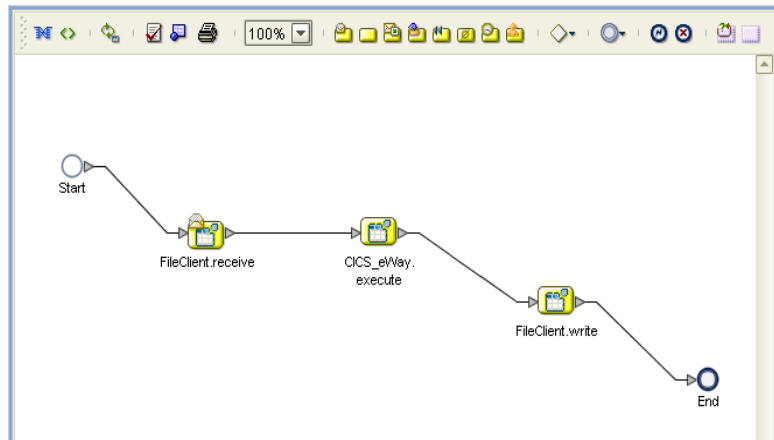 100%
Start
FileClient.receive
CICS_eWay.
execute
FileClient.write
End